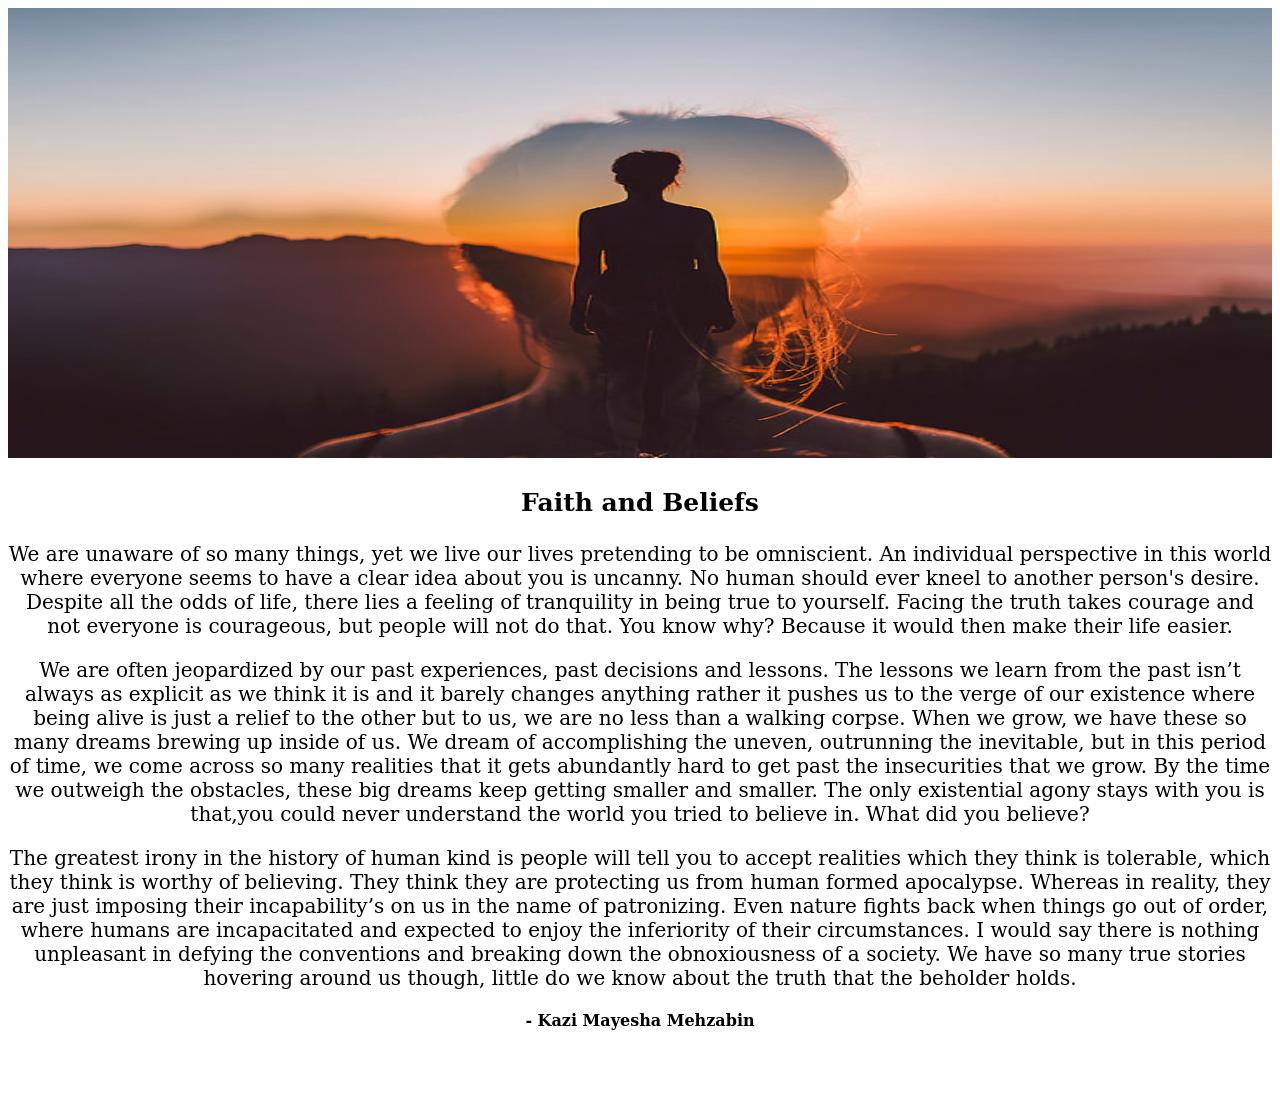 Faith and Beliefs
We are unaware of so many things, yet we live our lives pretending to be omniscient. An individual perspective in this world
where everyone seems to have a clear idea about you is uncanny. No human should ever kneel to another person's desire.
Despite all the odds of life, there lies a feeling of tranquility in being true to yourself. Facing the truth takes courage and
not everyone is courageous, but people will not do that. You know why? Because it would then make their life easier.
We are often jeopardized by our past experiences, past decisions and lessons. The lessons we learn from the past isn’t
always as explicit as we think it is and it barely changes anything rather it pushes us to the verge of our existence where
being alive is just a relief to the other but to us, we are no less than a walking corpse. When we grow, we have these so
many dreams brewing up inside of us. We dream of accomplishing the uneven, outrunning the inevitable, but in this period
of time, we come across so many realities that it gets abundantly hard to get past the insecurities that we grow. By the time
we outweigh the obstacles, these big dreams keep getting smaller and smaller. The only existential agony stays with you is
that,you could never understand the world you tried to believe in. What did you believe?
The greatest irony in the history of human kind is people will tell you to accept realities which they think is tolerable, which
they think is worthy of believing. They think they are protecting us from human formed apocalypse. Whereas in reality, they
are just imposing their incapability’s on us in the name of patronizing. Even nature fights back when things go out of order,
where humans are incapacitated and expected to enjoy the inferiority of their circumstances. I would say there is nothing
unpleasant in defying the conventions and breaking down the obnoxiousness of a society. We have so many true stories
hovering around us though, little do we know about the truth that the beholder holds.
- Kazi Mayesha Mehzabin